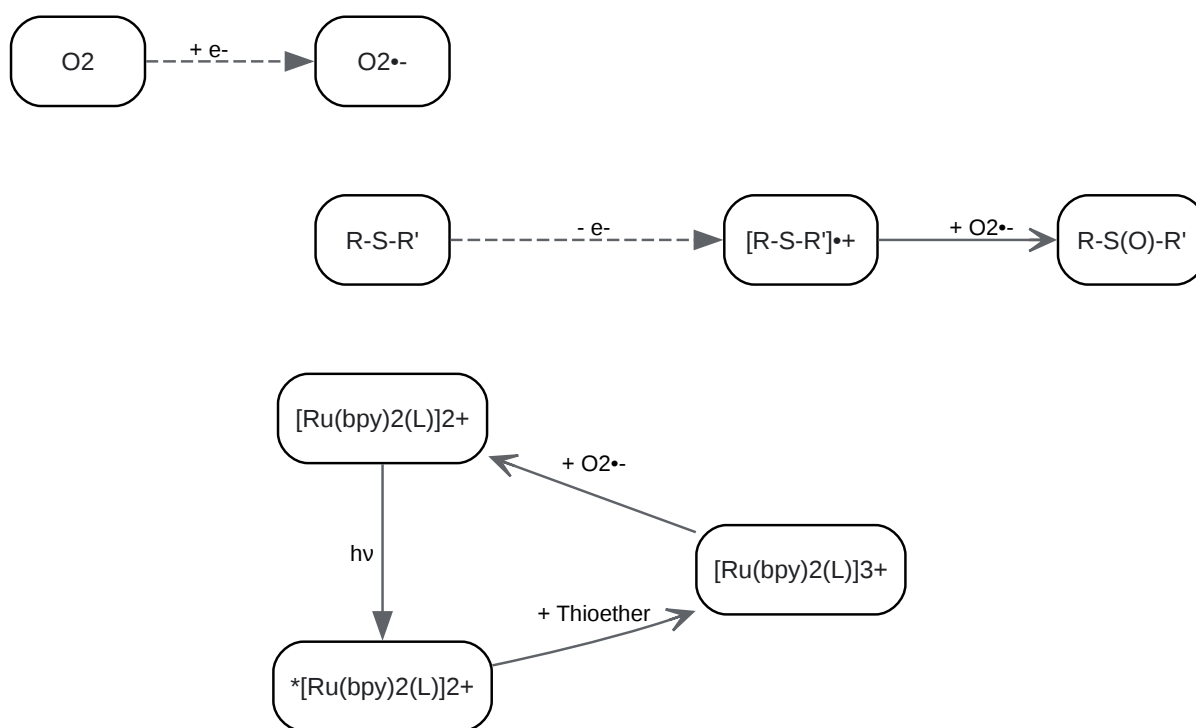 O2
+ e-
O2•-
R-S-R'
- e-
[R-S-R']•+
+ O2•-
R-S(O)-R'
[Ru(bpy)2(L)]2+
+ O2•-
hν
[Ru(bpy)2(L)]3+
+ Thioether
*[Ru(bpy)2(L)]2+